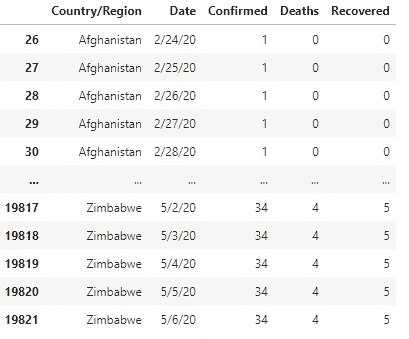 Country/Region Date Confirmed Deaths Recovered
26 Afghanistan 2/24/20 1 0 0
27 Afghanistan 2/25/20 1 0 0
28 Afghanistan 2/26/20 1 0 0
29 Afghanistan 2/27/20 1 0 0
30 Afghanistan 2/28/20 1 0 0
... ... ... ... ... ...
19817 Zimbabwe 5/2/20 34 4 5
19818 Zimbabwe 5/3/20 34 4 5
19819 Zimbabwe 5/4/20 34 4 5
19820 Zimbabwe 5/5/20 34 4 5
19821 Zimbabwe 5/6/20 34 4 5